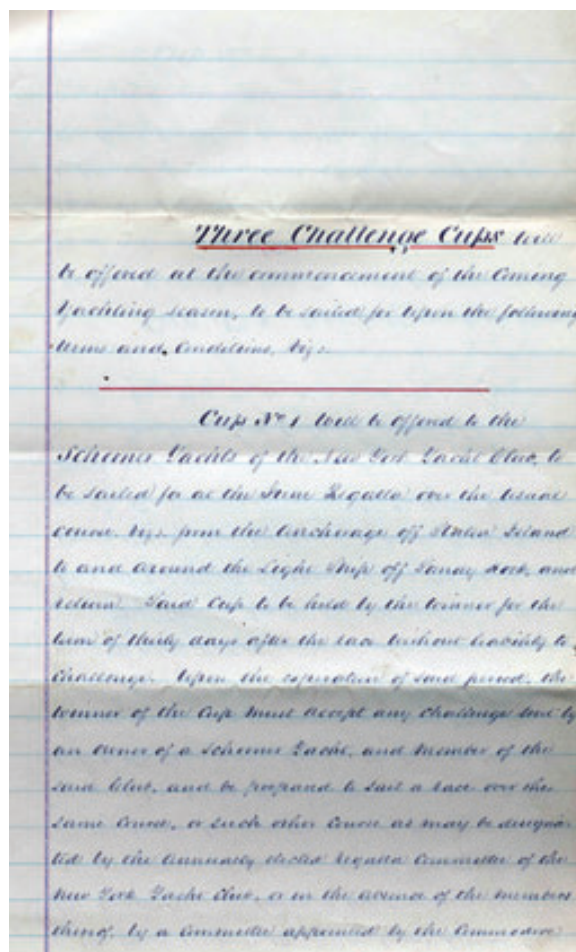 Three Challenge Cups will
be offered at the commencement of the Coming
Yachting season, to be sailed for upon the following
terms and, Conditions, Viz:
Cup No 1 will be offered to the
Schooner Yachts of the New York Yacht Club, to
be sailed for at the June Regatta over the usual
course. Viz. from the Anchorage off Staten Island
to and around the Light Ship off Sandy Hook, and
return. Said Cup to be held by the winner for the
term of thirty days after the race without liability to
Challenge. Upon the expiration of said period, the
winner of the Cup must accept any challenge sent by
an owner of a Schooner Yacht, and member of the
said Club, and be prepared to sail a race over the
same Course, or such other Course as may be designa-
ted by the annually elected Regatta Committee of the
New York Yacht Club, or in the absence of the members
thereof, by a Committee appointed by the Commodore